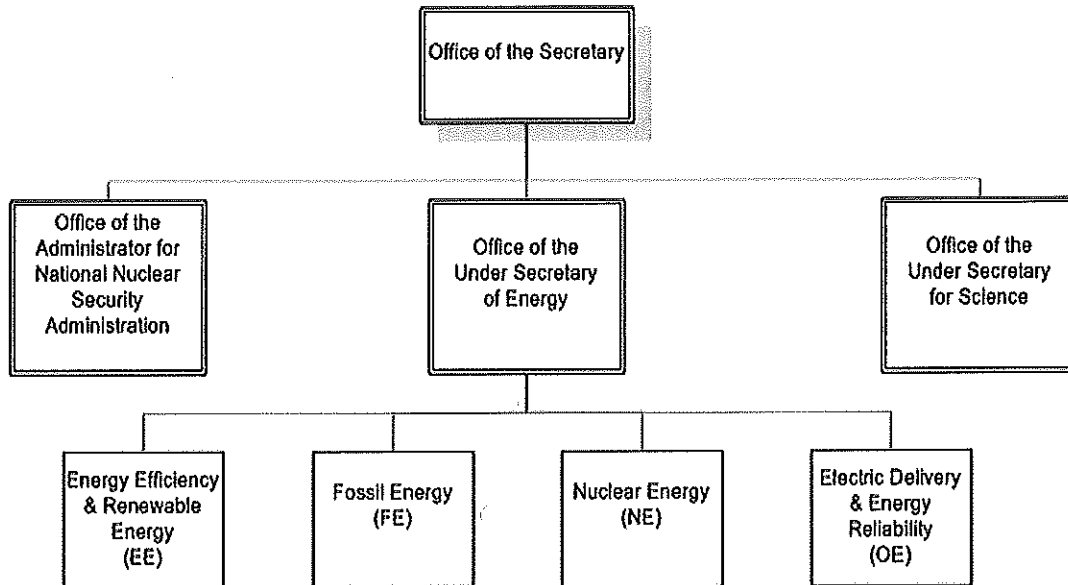 Office of the Secretary
Office of the
Administrator for
National Nuclear
Security
Administration
Office of the
Under Secretary
of Energy
Office of the
Under Secretary
for Science
Energy Efficiency
& Renewable
Energy
(EE)
Fossil Energy
(FE)
Nuclear Energy
(NE)
Electric Delivery
& Energy
Reliability
(OE)